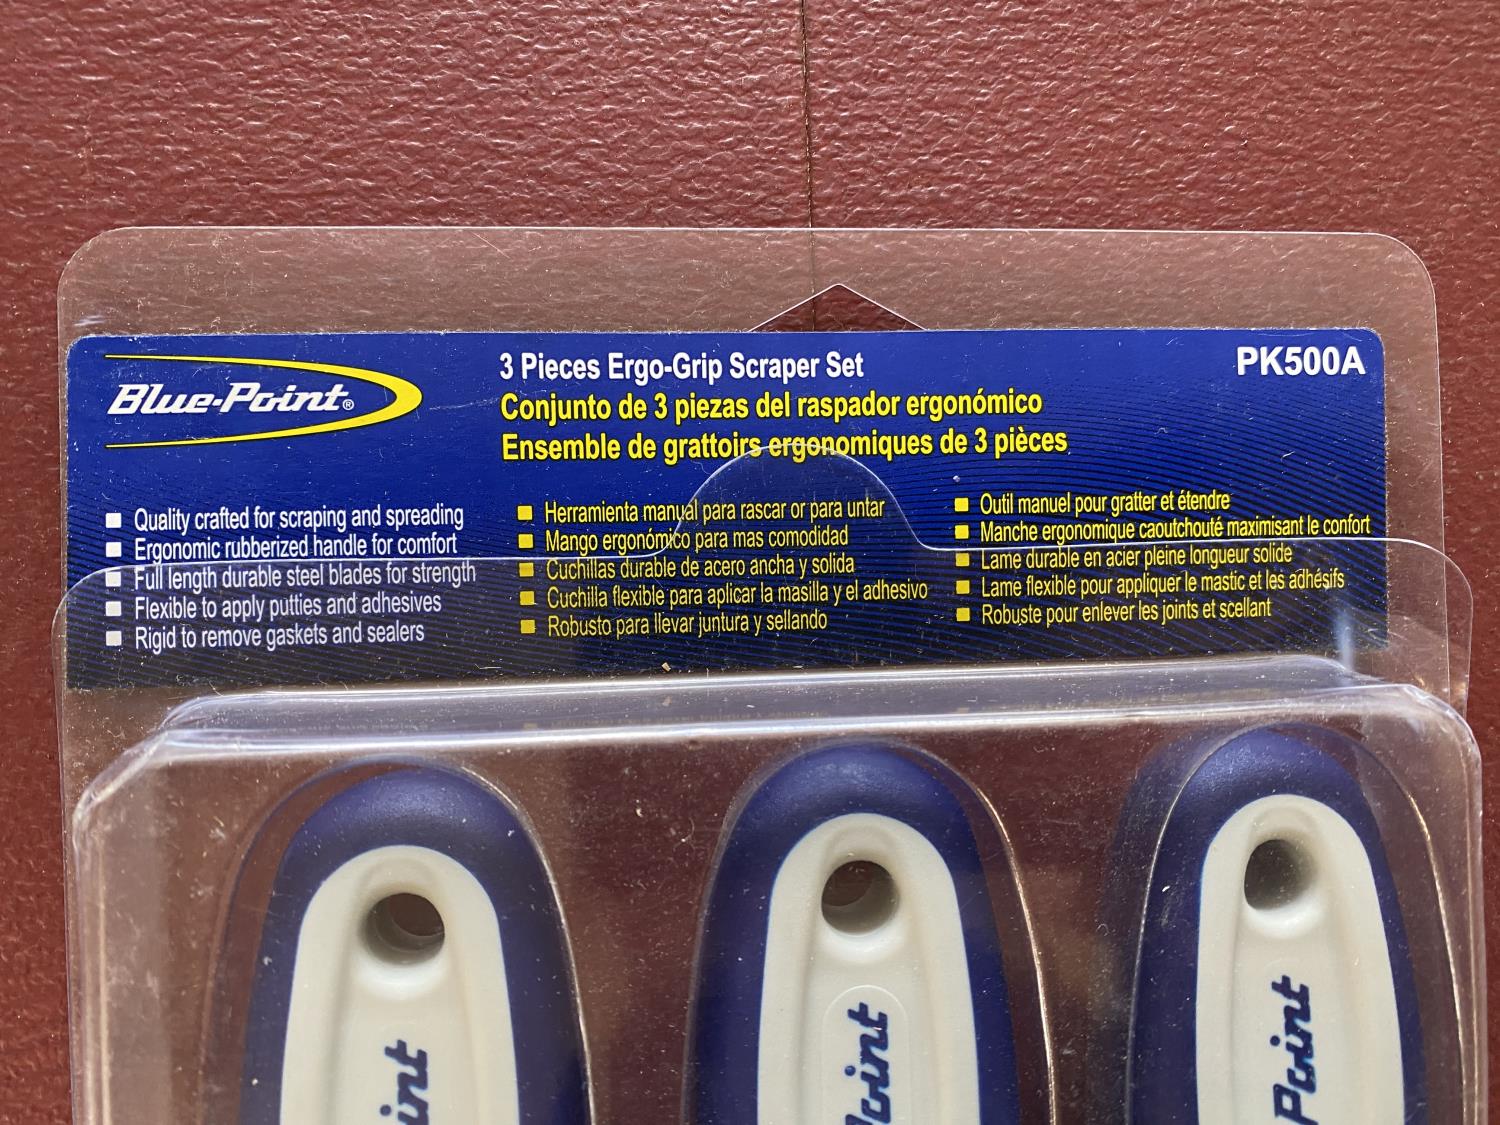 Blue-Point®
3 Pieces Ergo-Grip Scraper Set
PK500A
Conjunto de 3 piezas del raspador ergonómico
Ensemble de grattoirs ergonomiques de 3 pièces
Quality crafted for scraping and spreading
Ergonomic rubberized handle for comfort
Full length durable steel blades for strength
Flexible to apply putties and adhesives
Rigid to remove gaskets and sealers
Herramienta manual para rascar or para untar
Mango ergonómico para mas comodidad
Cuchillas durable de acero ancha y solida
Cuchilla flexible para aplicar la masilla y el adhesivo
Robusto para llevar juntura y sellando
Outil manuel pour gratter et étendre
Manche ergonomique caoutchouté maximisant le confort
Lame durable en acier pleine longueur solide
Lame flexible pour appliquer le mastic et les adhésifs
Robuste pour enlever les joints et scellant
int
Point
Point